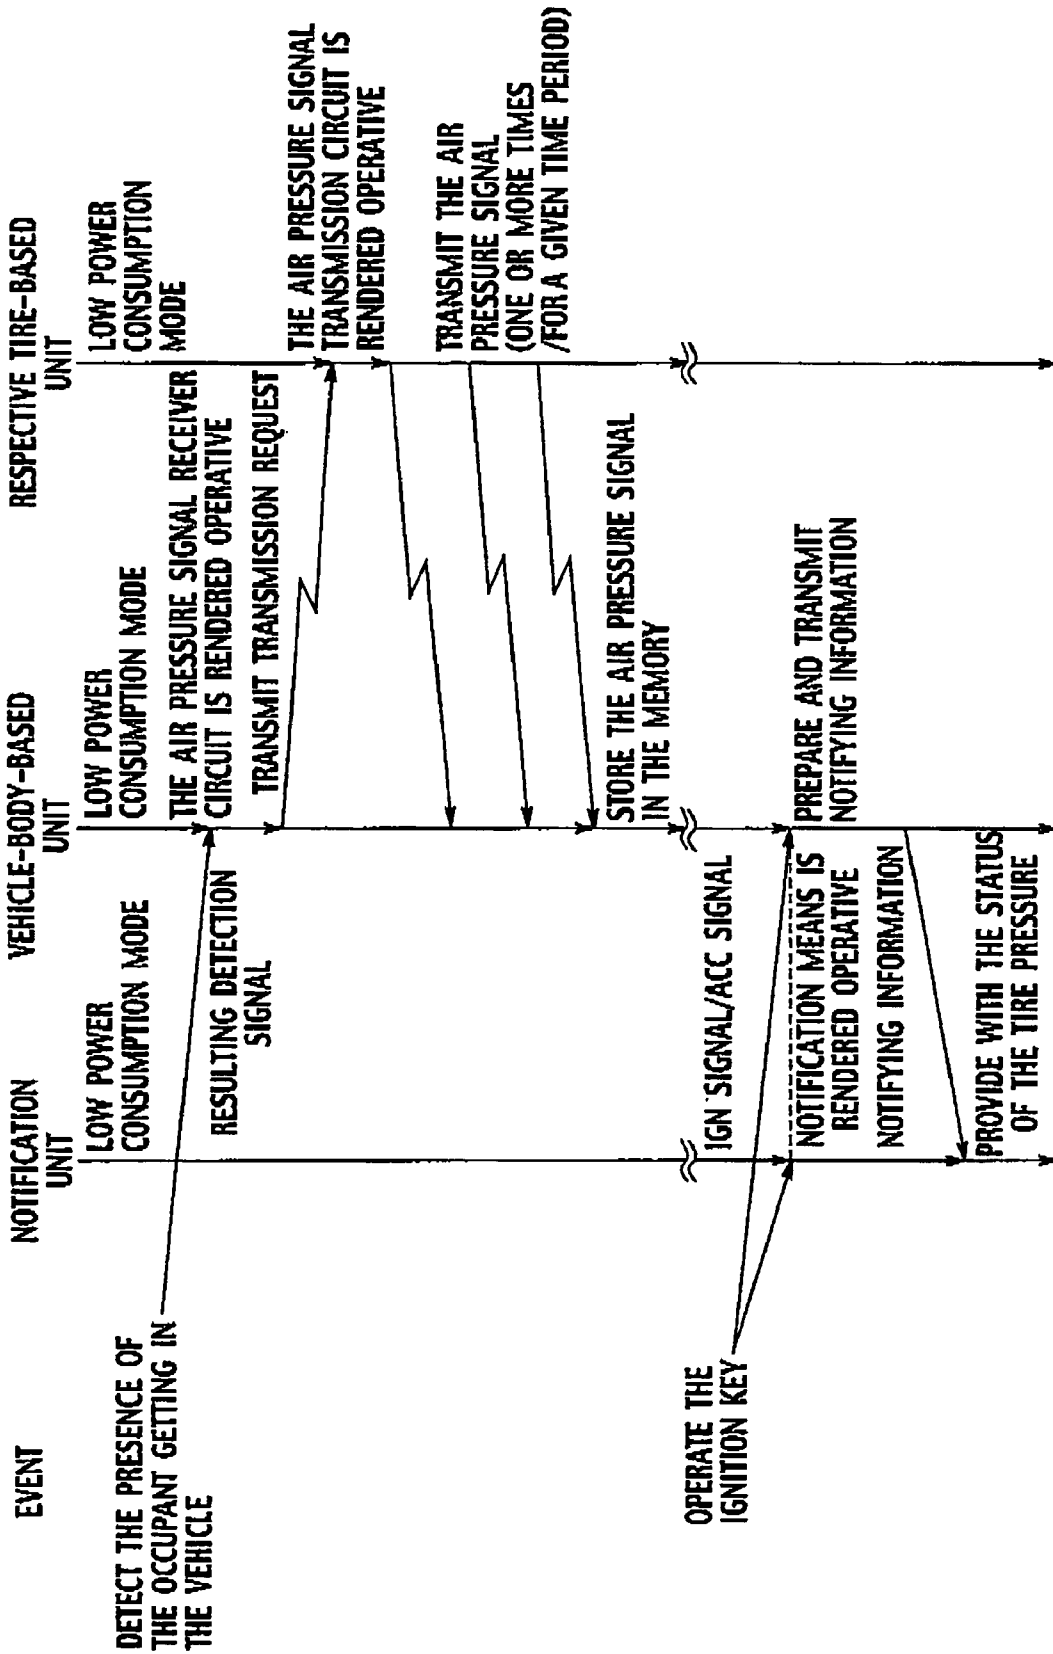 EVENT
NOTIFICATION
UNIT
VEHICLE-BODY-BASED
UNIT
RESPECTIVE TIRE-BASED
UNIT
LOW POWER
CONSUMPTION MODE
LOW POWER
CONSUMPTION MODE
LOW POWER
CONSUMPTION
MODE
DETECT THE PRESENCE OF
THE OCCUPANT GETTING IN
THE VEHICLE
RESULTING DETECTION
SIGNAL
THE AIR PRESSURE SIGNAL RECEIVER
CIRCUIT IS RENDERED OPERATIVE
TRANSMIT TRANSMISSION REQUEST
THE AIR PRESSURE SIGNAL
TRANSMISSION CIRCUIT IS
RENDERED OPERATIVE
TRANSMIT THE AIR
PRESSURE SIGNAL
(ONE OR MORE TIMES
/FOR A GIVEN TIME PERIOD)
STORE THE AIR PRESSURE SIGNAL
IN THE MEMORY
OPERATE THE
IGNITION KEY
IGN SIGNAL/ACC SIGNAL
NOTIFICATION MEANS IS
RENDERED OPERATIVE
PREPARE AND TRANSMIT
NOTIFYING INFORMATION
NOTIFYING INFORMATION
PROVIDE WITH THE STATUS
OF THE TIRE PRESSURE